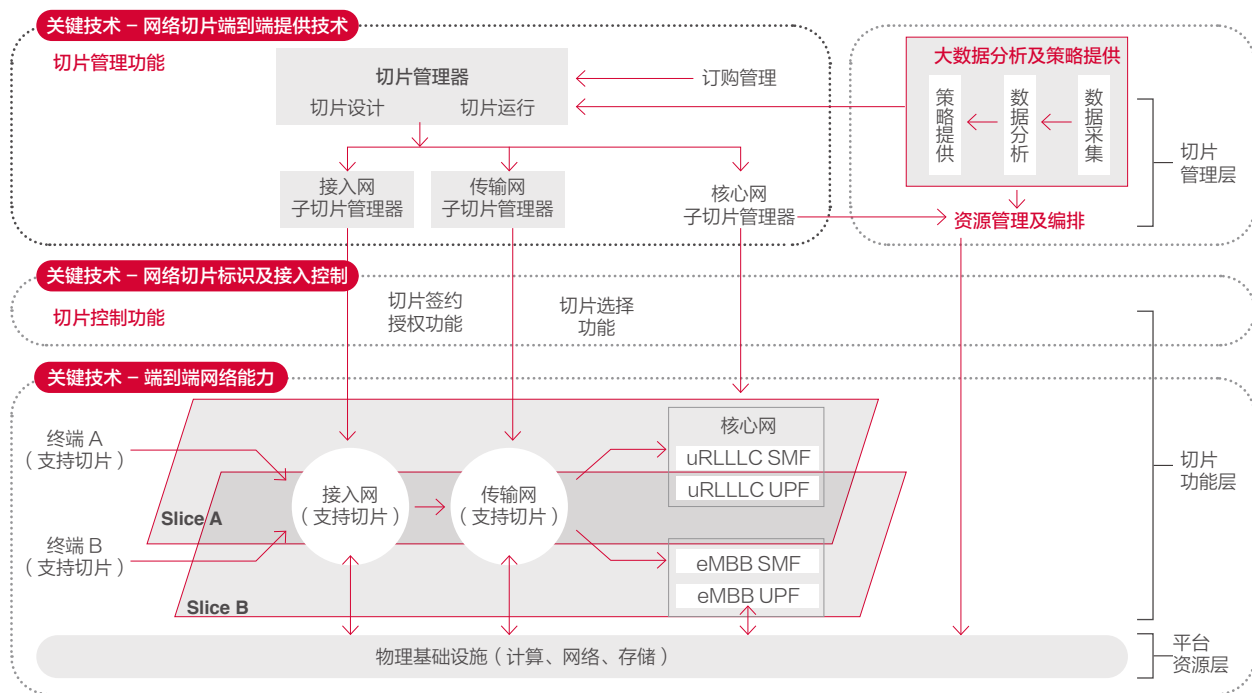 关键技术 – 网络切片端到端提供技术
切片管理功能
切片管理器
切片设计
切片运行
订购管理
大数据分析及策略提供
策略提供
数据分析
数据采集
切片
管理层
接入网
子切片管理器
传输网
子切片管理器
核心网
子切片管理器
资源管理及编排
关键技术 – 网络切片标识及接入控制
切片控制功能
切片签约
授权功能
切片选择
功能
关键技术 – 端到端网络能力
终端 A
（支持切片）
终端 B
（支持切片）
接入网
（支持切片）
传输网
（支持切片）
核心网
uRLLLC SMF
uRLLLC UPF
eMBB SMF
eMBB UPF
Slice A
Slice B
切片
功能层
物理基础设施（计算、网络、存储）
平台
资源层